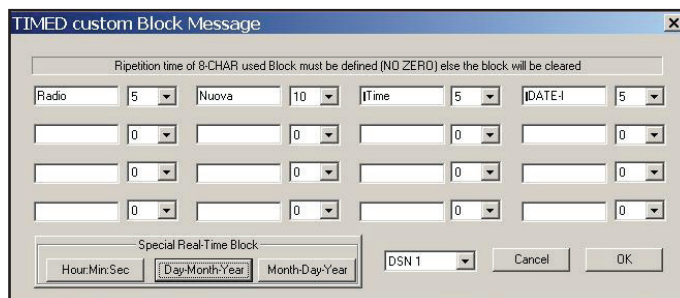 TIMED custom Block Message
Ripetition time of 8-CHAR used Block must be defined (NO ZERO) else the block will be cleared
Radio 5 Nuova 10 ‖Time 5 ‖DATE-I 5
0 0 0 0
0 0 0 0
0 0 0 0
Special Real-Time Block
Hour:Min:Sec Day-Month-Year Month-Day-Year DSN 1 Cancel OK